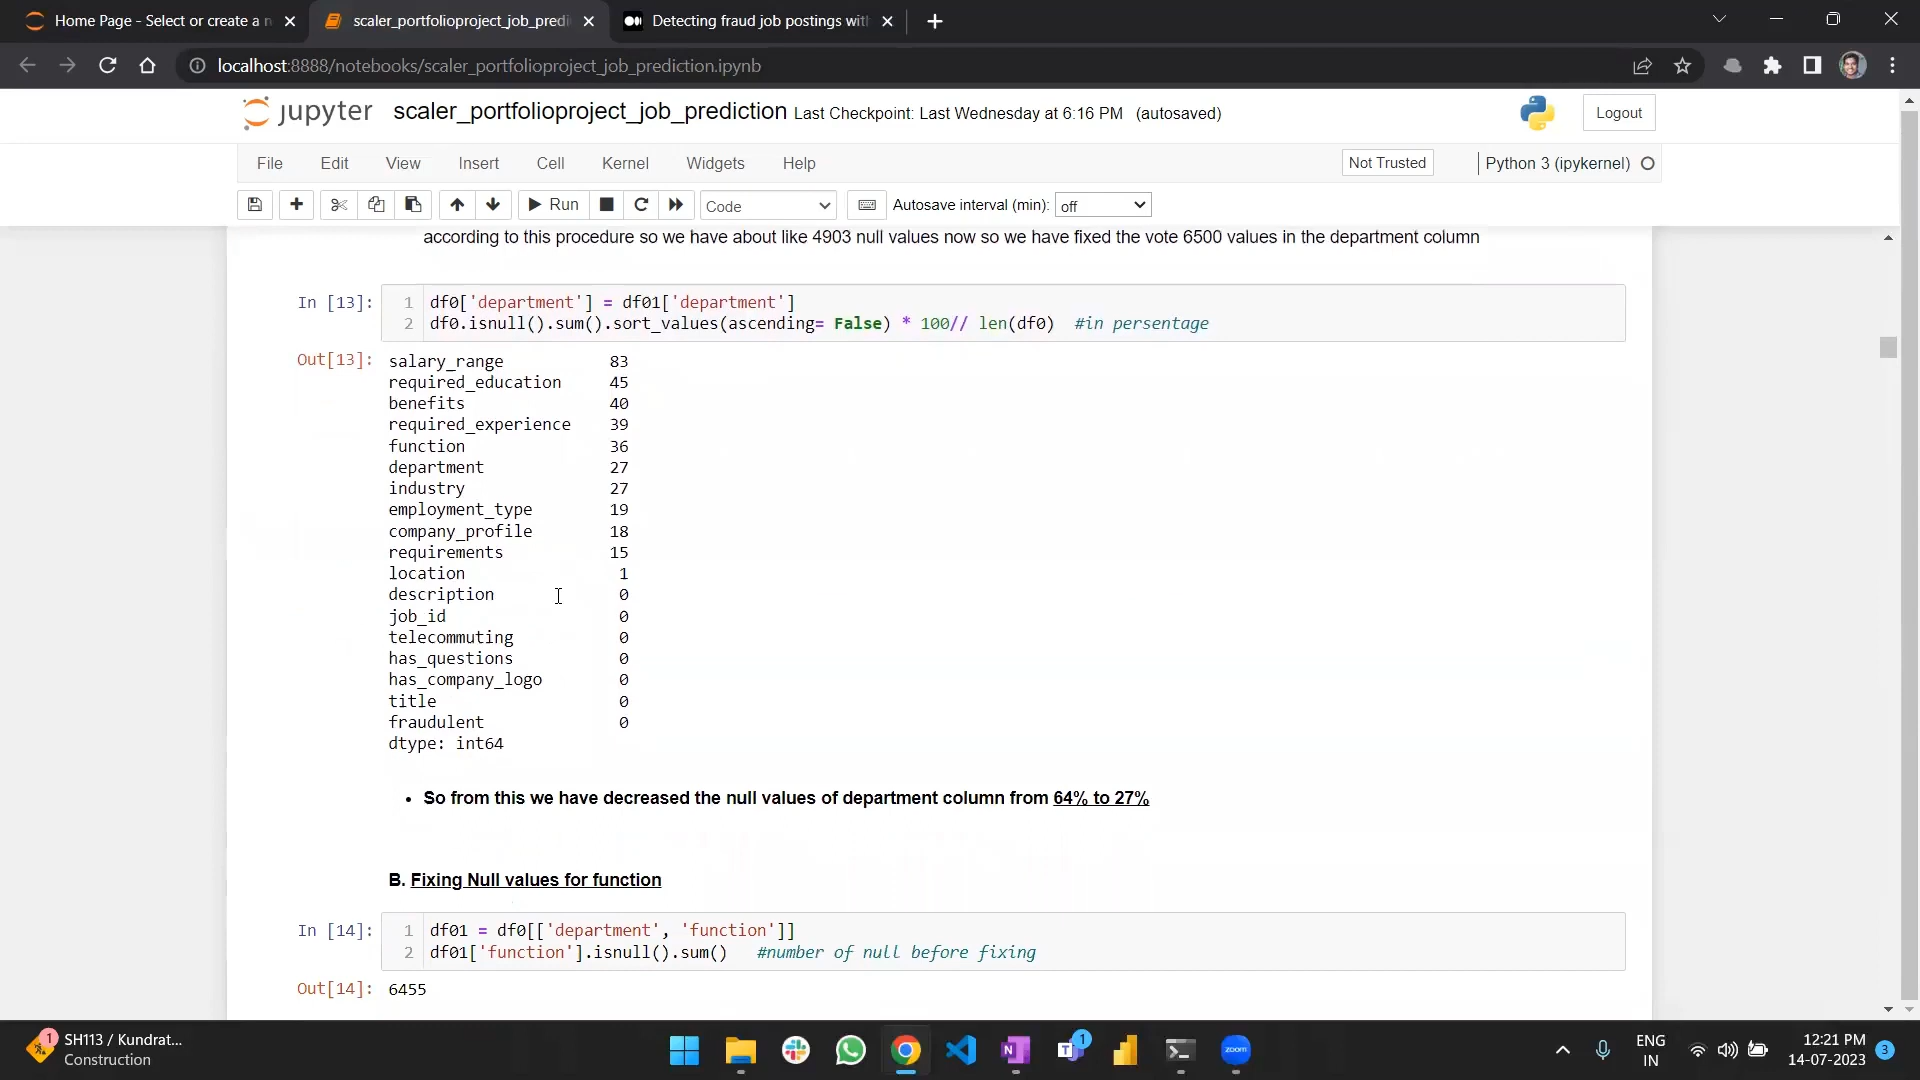 Home Page - Select or create a n
scaler_portfolioproject_job_predi
Detecting fraud job postings with
localhost:8888/notebooks/scaler_portfolioproject_job_prediction.ipynb
jupyter scaler_portfolioproject_job_prediction Last Checkpoint: Last Wednesday at 6:16 PM (autosaved)
Logout
File Edit View Insert Cell Kernel Widgets Help
Not Trusted
Python 3 (ipykernel)
Run Code Autosave interval (min): off
according to this procedure so we have about like 4903 null values now so we have fixed the vote 6500 values in the department column
In [13]: 1 df0['department'] = df01['department']
2 df0.isnull().sum().sort_values(ascending= False) * 100// len(df0) #in persentage
Out[13]: salary_range 83
required_education 45
benefits 40
required_experience 39
function 36
department 27
industry 27
employment_type 19
company_profile 18
requirements 15
location 1
description 0
job_id 0
telecommuting 0
has_questions 0
has_company_logo 0
title 0
fraudulent 0
dtype: int64
• So from this we have decreased the null values of department column from 64% to 27%
B. Fixing Null values for function
In [14]: 1 df01 = df0[['department', 'function']]
2 df01['function'].isnull().sum() #number of null before fixing
Out[14]: 6455
1
SH113 / Kundrat...
Construction
N
T
1
zoom
ENG
IN
12:21 PM
14-07-2023
3